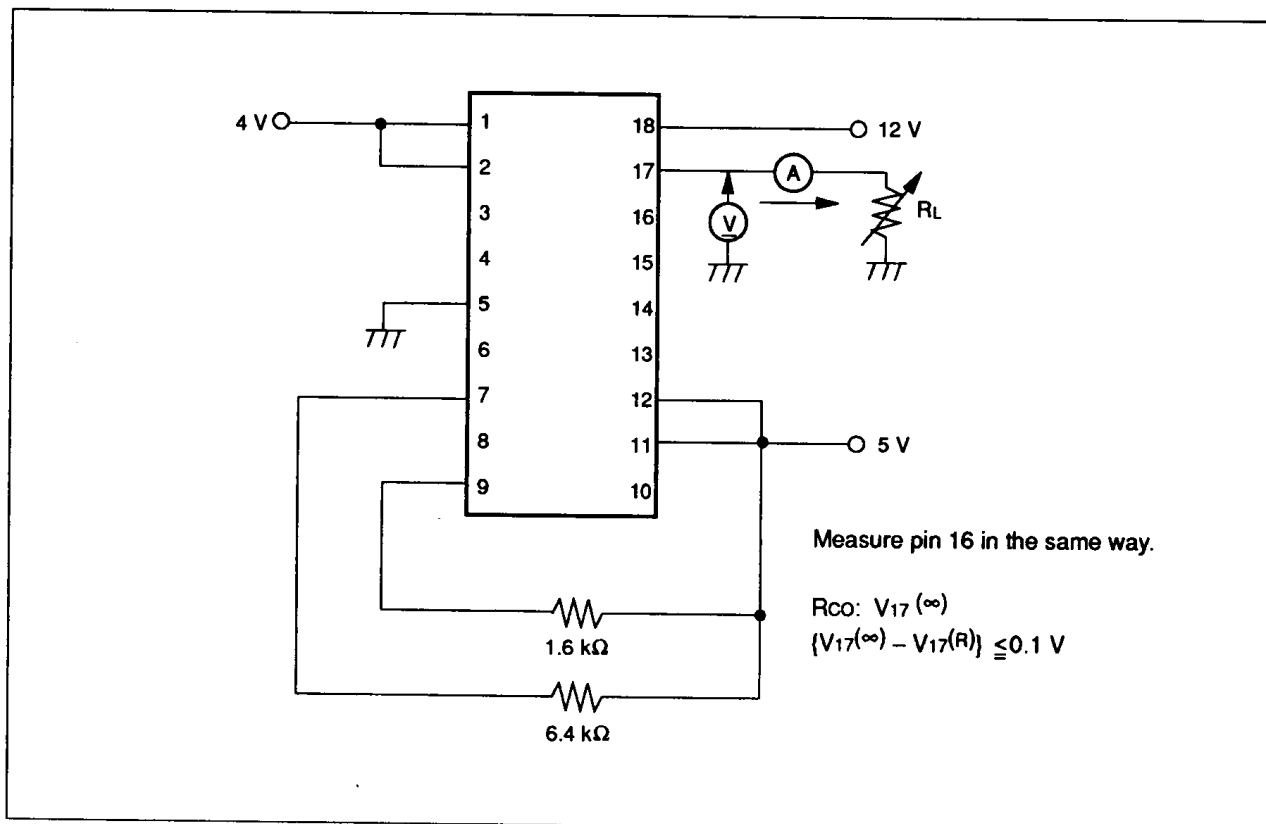 4 V
1
2
3
4
5
6
7
8
9
18
17
16
15
14
13
12
11
10
12 V
A
V
RL
5 V
Measure pin 16 in the same way.
Rco: V17 (∞)
{V17(∞) – V17(R)} ≦0.1 V
1.6 kΩ
6.4 kΩ